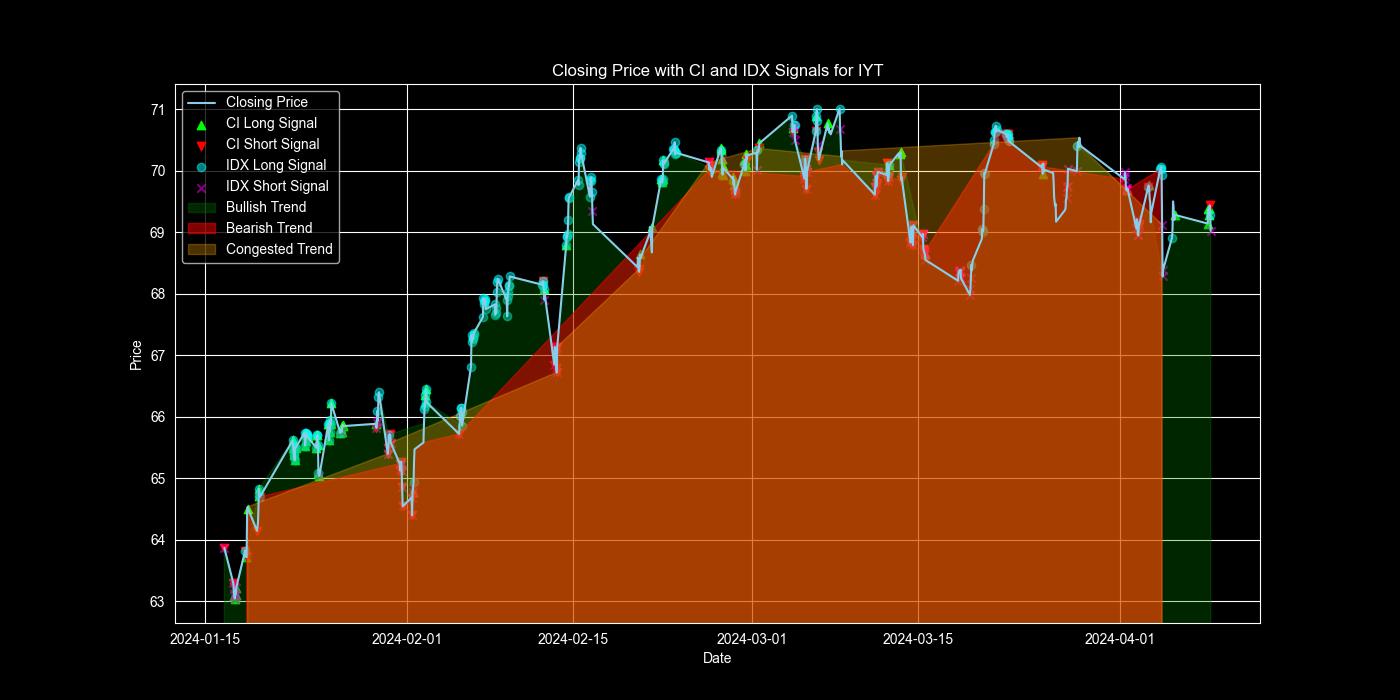 Closing Price with CI and IDX Signals for IYT
Closing Price
CI Long Signal
CI Short Signal
IDX Long Signal
IDX Short Signal
Bullish Trend
Bearish Trend
Congested Trend
Price
71
70
69
68
67
66
65
64
63
2024-01-15
2024-02-01
2024-02-15
2024-03-01
2024-03-15
2024-04-01
Date